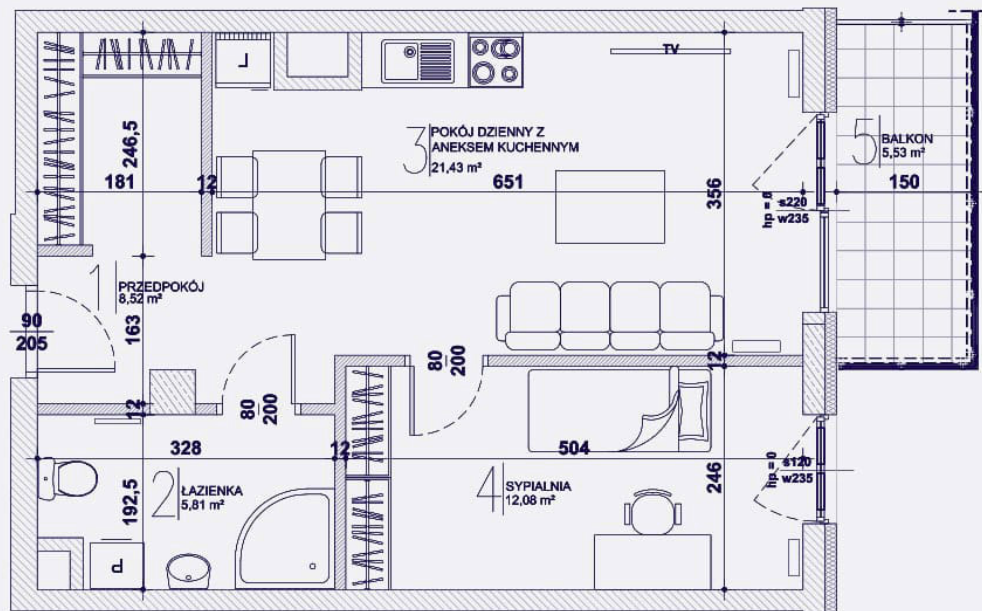 L
TV
3 POKÓJ DZIENNY Z
ANEKSEM KUCHENNYM
21,43 m²
5 BALKON
5,53 m²
246,5
181
12
651
356
150
hp = 0
s220
w235
1 PRZEDPOKÓJ
8,52 m²
90
205
163
12
80
200
80
200
12
328
12
504
hp = 0
s120
w235
246
2 ŁAZIENKA
5,81 m²
4 SYPIALNIA
12,08 m²
192,5
P